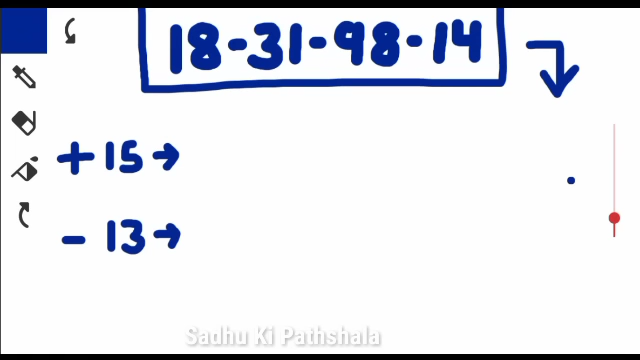 18-31-98-14
+ 15 →
- 13 →
Sadhu Ki Pathshala